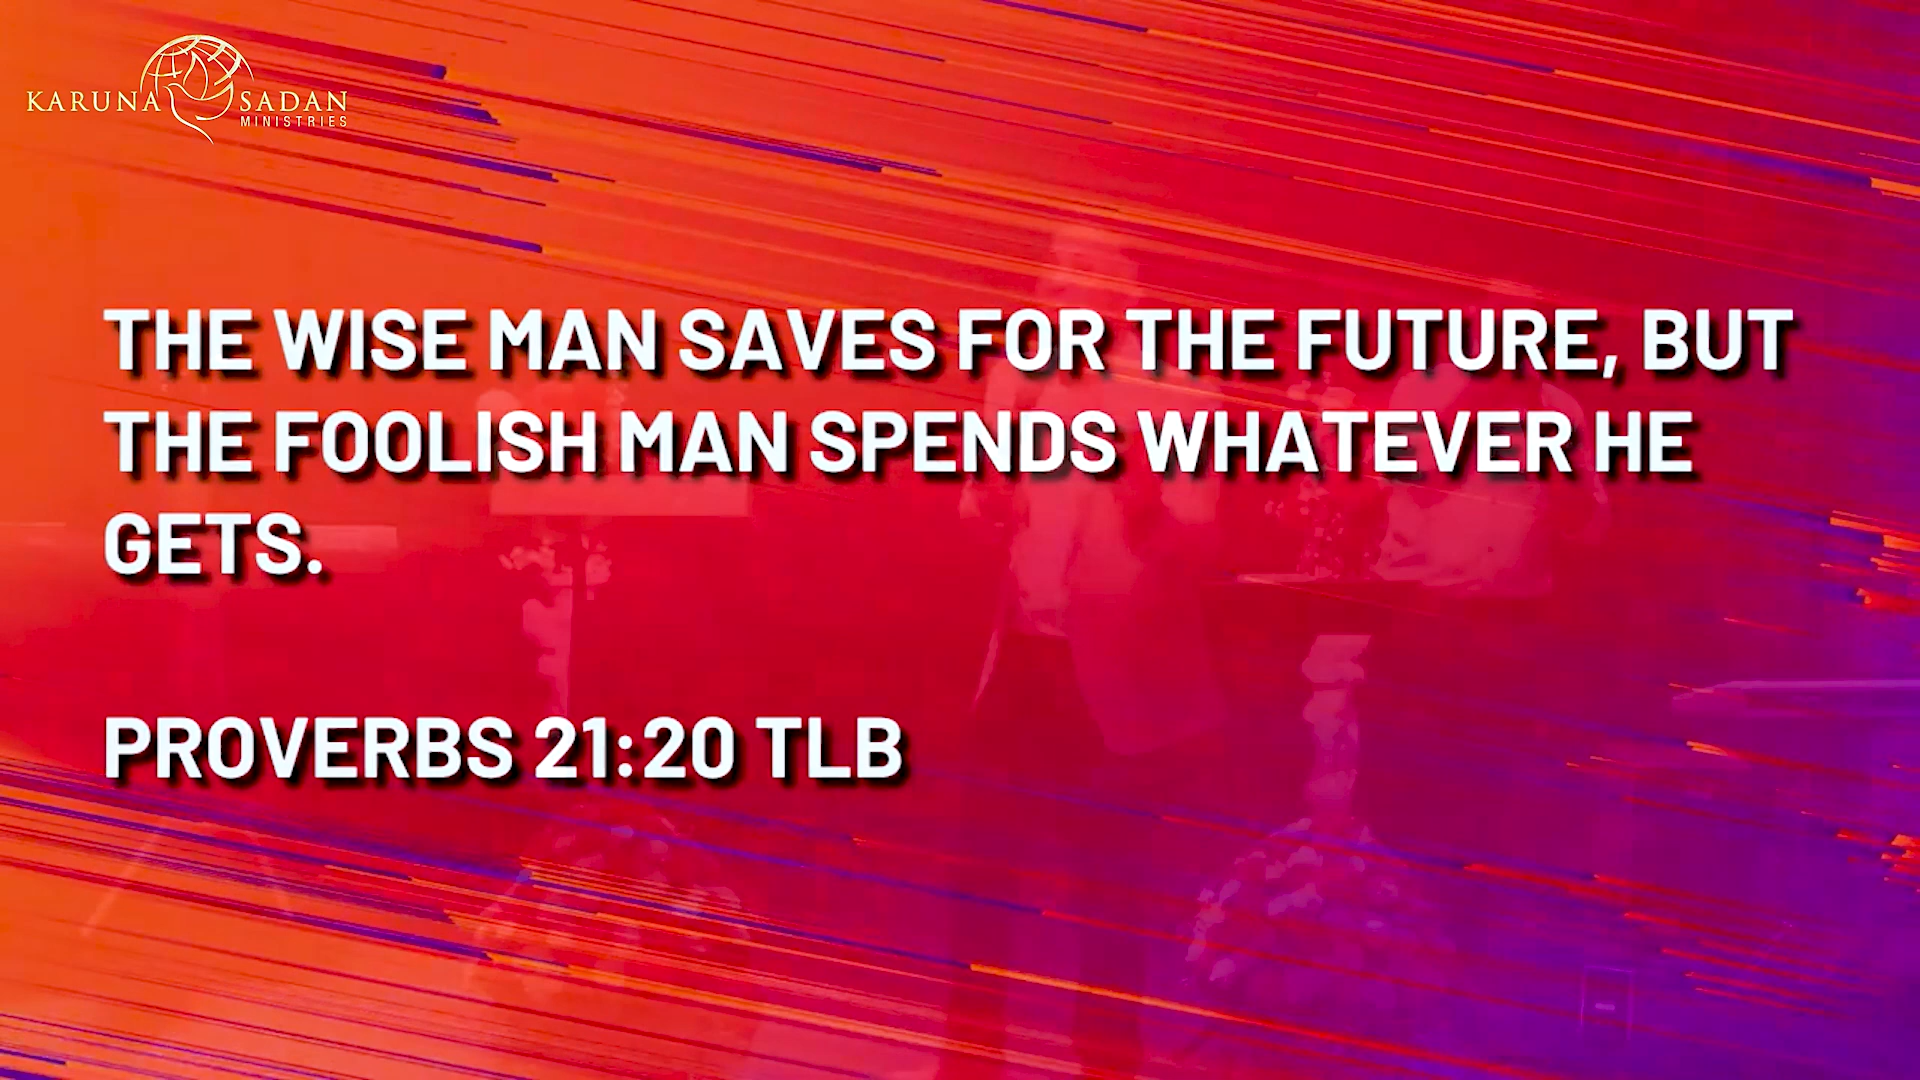 KARUNA SADAN
MINISTRIES
THE WISE MAN SAVES FOR THE FUTURE, BUT
THE FOOLISH MAN SPENDS WHATEVER HE
GETS.
PROVERBS 21:20 TLB